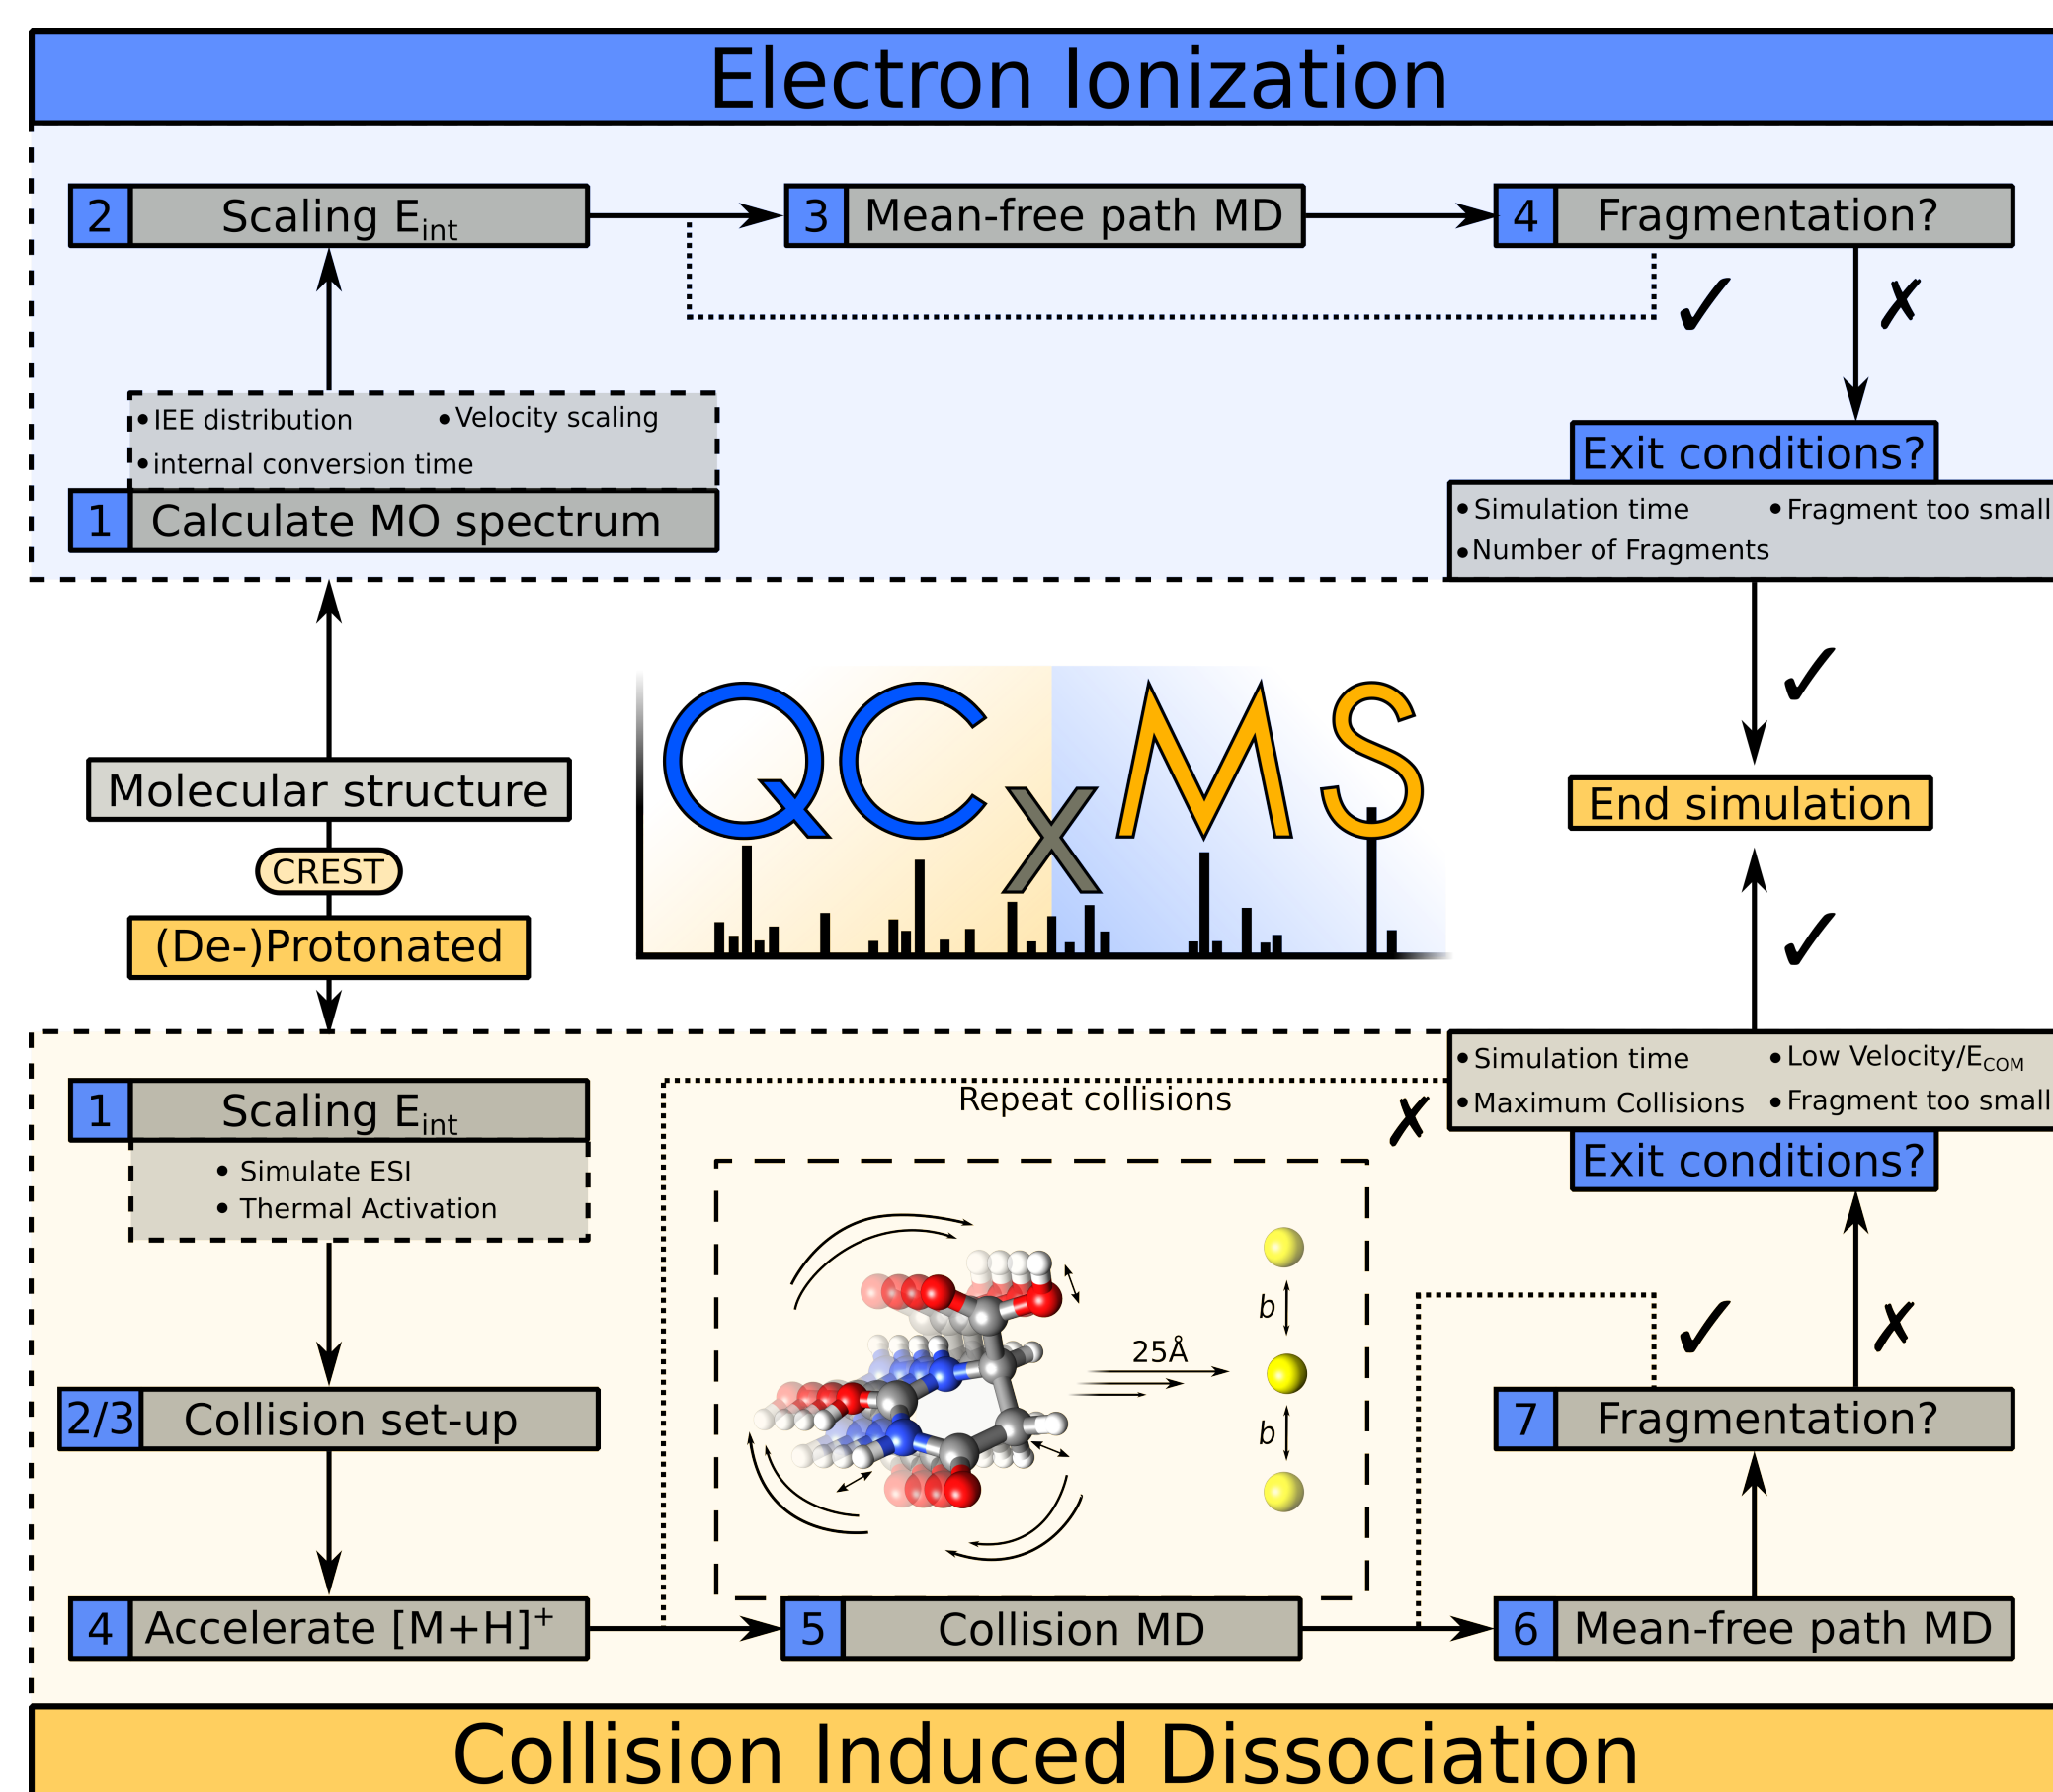 Electron Ionization
2 Scaling E_int
3 Mean-free path MD
4 Fragmentation?
✓ ✗
• IEE distribution • Velocity scaling
• internal conversion time
1 Calculate MO spectrum
Exit conditions?
• Simulation time • Fragment too small
• Number of Fragments
✓
Molecular structure
CREST
(De-)Protonated
QCxMS
End simulation
✓
1 Scaling E_int
• Simulate ESI
• Thermal Activation
Repeat collisions
✗
• Simulation time • Low Velocity/E_COM
• Maximum Collisions • Fragment too small
Exit conditions?
25Å
b
b
✓ ✗
2/3 Collision set-up
7 Fragmentation?
4 Accelerate [M+H]⁺
5 Collision MD
6 Mean-free path MD
Collision Induced Dissociation